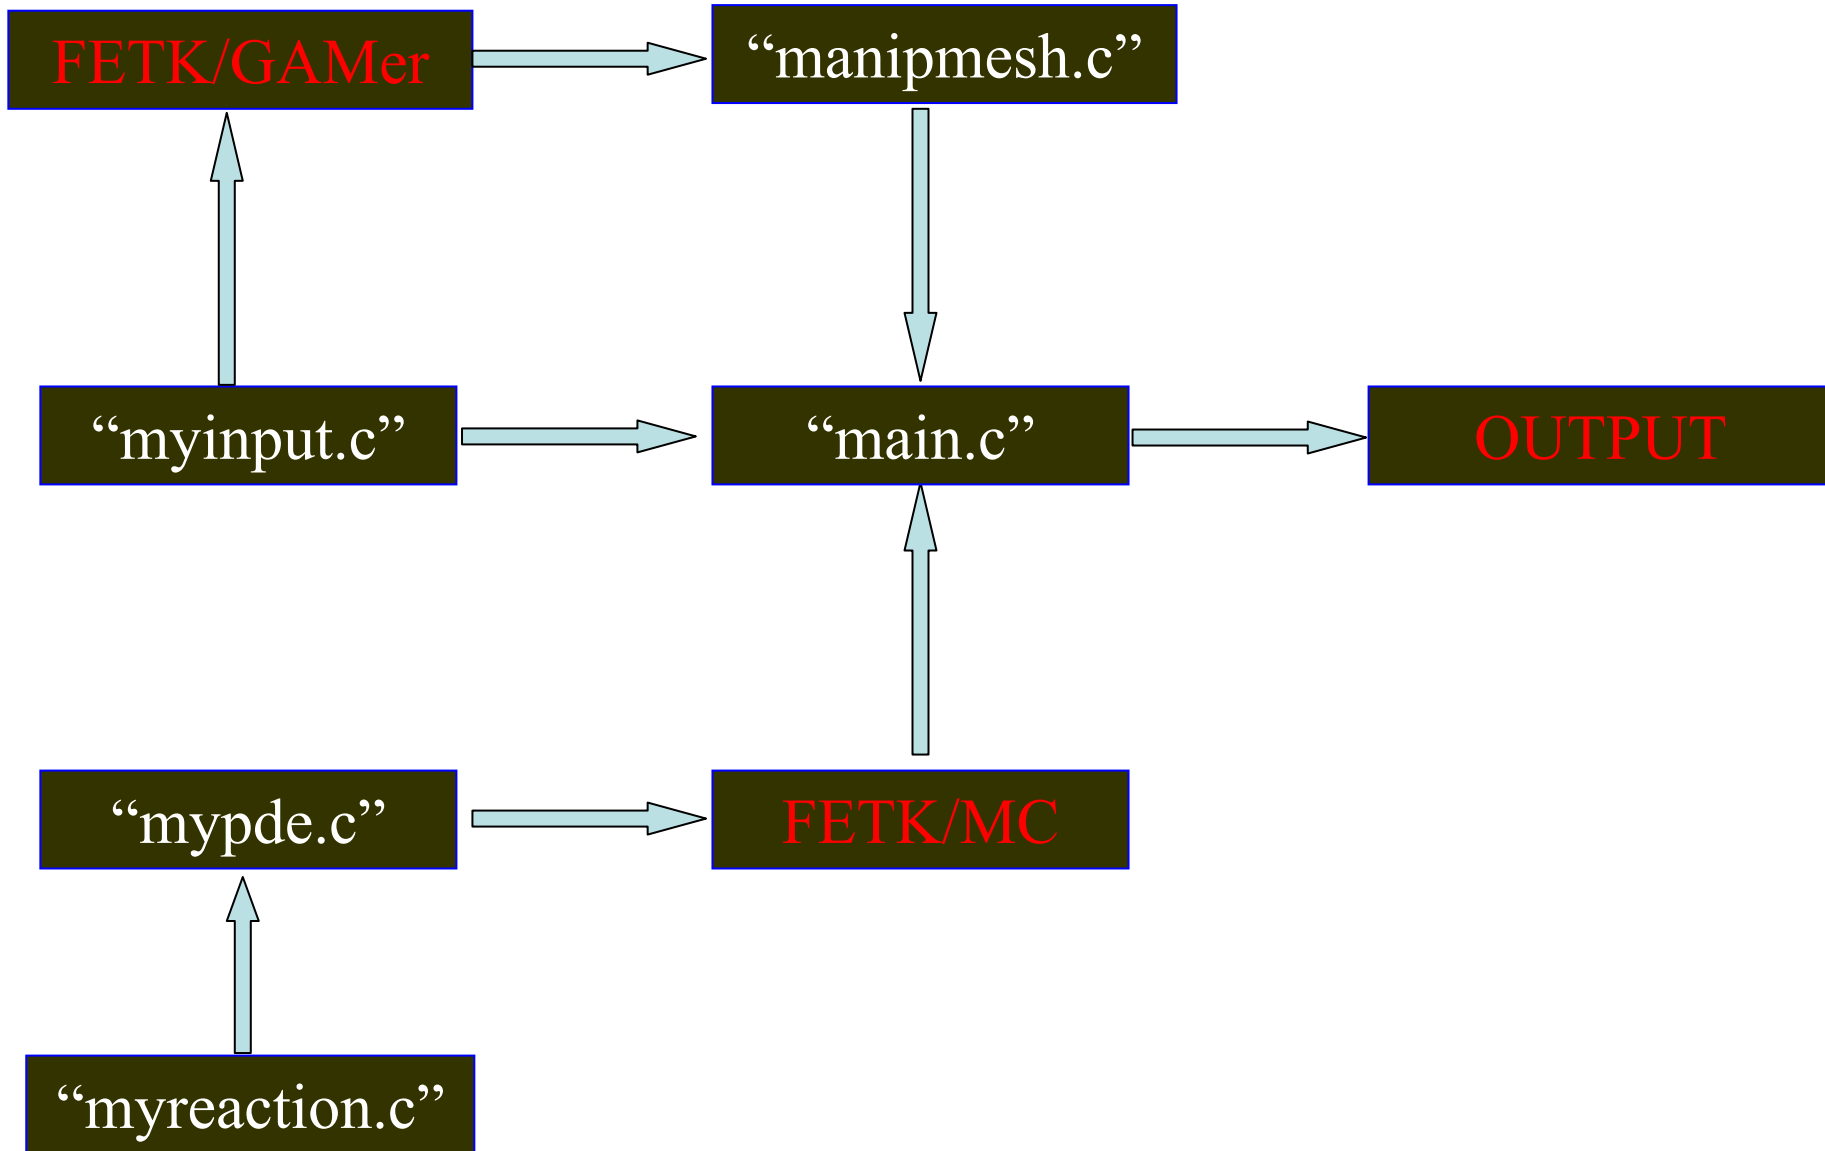 FETK/GAMer
“manipmesh.c”
“myinput.c”
“main.c”
OUTPUT
“mypde.c”
FETK/MC
“myreaction.c”